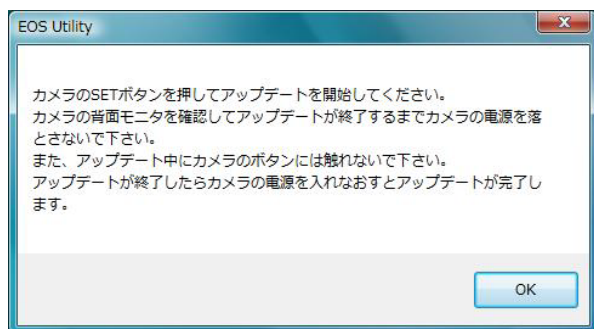 EOS Utility
カメラのSETボタンを押してアップデートを開始してください。
カメラの背面モニタを確認してアップデートが終了するまでカメラの電源を落
とさないで下さい。
また、アップデート中にカメラのボタンには触れないで下さい。
アップデートが終了したらカメラの電源を入れなおすとアップデートが完了し
ます。
OK